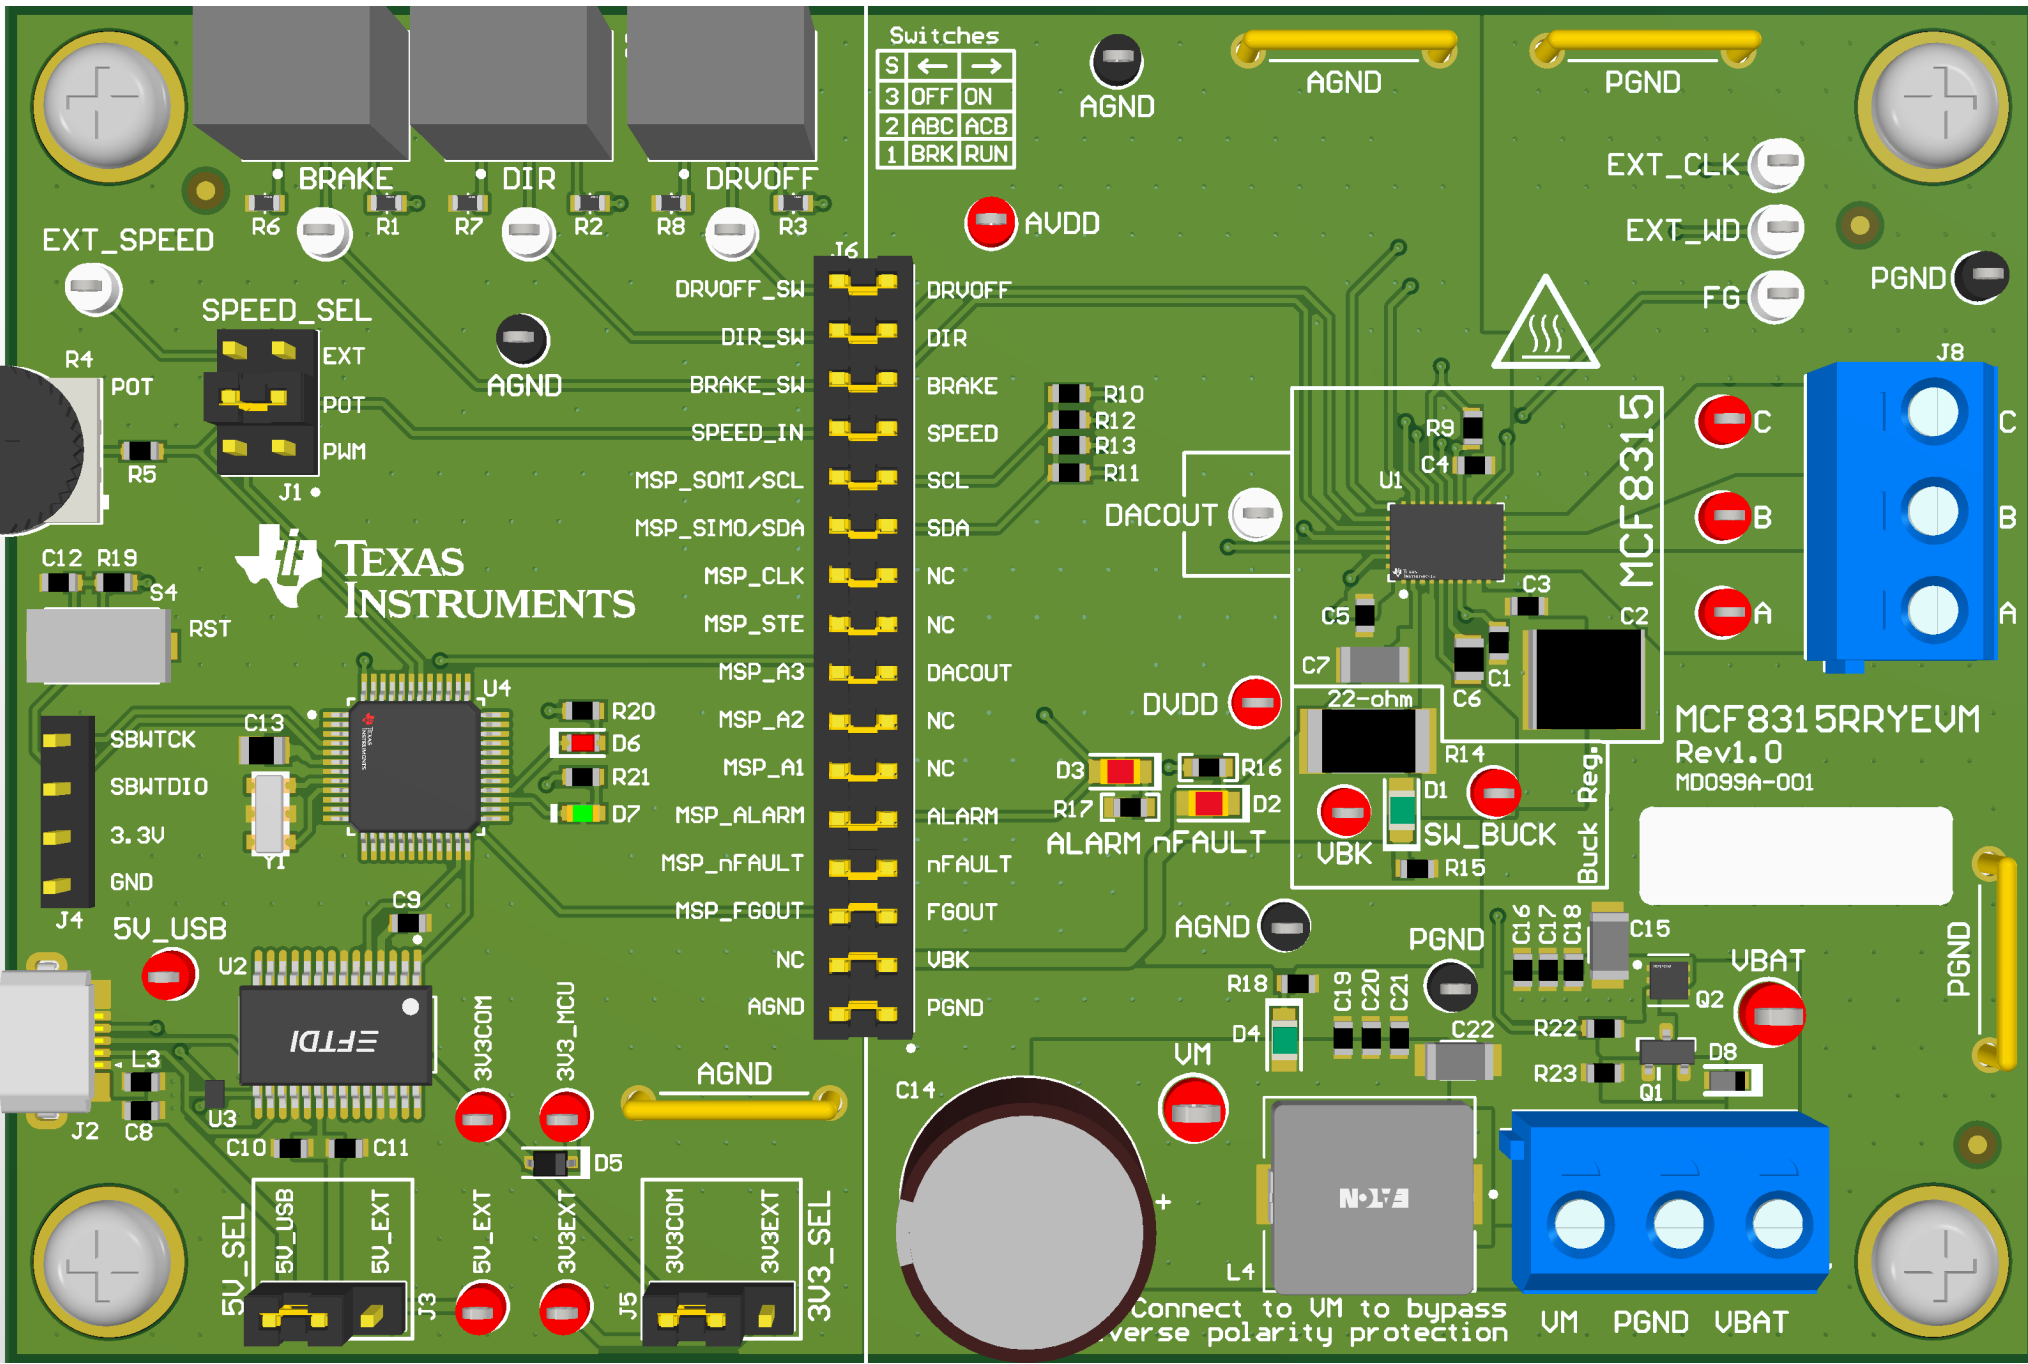 Switches
S ← →
3 OFF ON
2 ABC ACB
1 BRK RUN
AGND
AGND
PGND
BRAKE
DIR
DRVOFF
R6
R1
R7
R2
R8
R3
EXT_SPEED
AVDD
EXT_CLK
EXT_WD
FG
PGND
SPEED_SEL
EXT
POT
PWM
J1
R4
POT
R5
AGND
J6
DRVOFF_SW DRVOFF
DIR_SW DIR
BRAKE_SW BRAKE
SPEED_IN SPEED
MSP_SOMI/SCL SCL
MSP_SIMO/SDA SDA
MSP_CLK NC
MSP_STE NC
MSP_A3 DACOUT
MSP_A2 NC
MSP_A1 NC
MSP_ALARM ALARM
MSP_nFAULT nFAULT
MSP_FGOUT FGOUT
NC VBK
AGND PGND
R10
R12
R13
R11
DACOUT
R9
C4
U1
MCF8315
C3
C2
C5
C7
C1
C6
J8
C C
B B
A A
TEXAS
INSTRUMENTS
C12 R19
S4
RST
U4
TEXAS
INSTRUMENTS
C13
Y1
R20
D6
R21
D7
SBWTCK
SBWTDIO
3.3V
GND
J4
DVDD
22-ohm
R14
D1
VBK
SW_BUCK
R15
Buck Reg.
D3
R16
R17
D2
ALARM nFAULT
MCF8315RRYEVM
Rev1.0
MD099A-001
PGND
5V_USB
C9
U2
FTDI
L3
U3
J2
C8
C10
C11
3V3COM
3V3_MCU
D5
AGND
5V_SEL
5V_USB
5V_EXT
J3
5V_EXT
3V3EXT
J5
3V3COM
3V3EXT
3V3_SEL
AGND
PGND
R18
D4
C19
C20
C21
C22
VM
C14
+
C16
C17
C18
C15
VBAT
Q2
R22
R23
Q1
D8
EATON
L4
Connect to VM to bypass
verse polarity protection
VM PGND VBAT